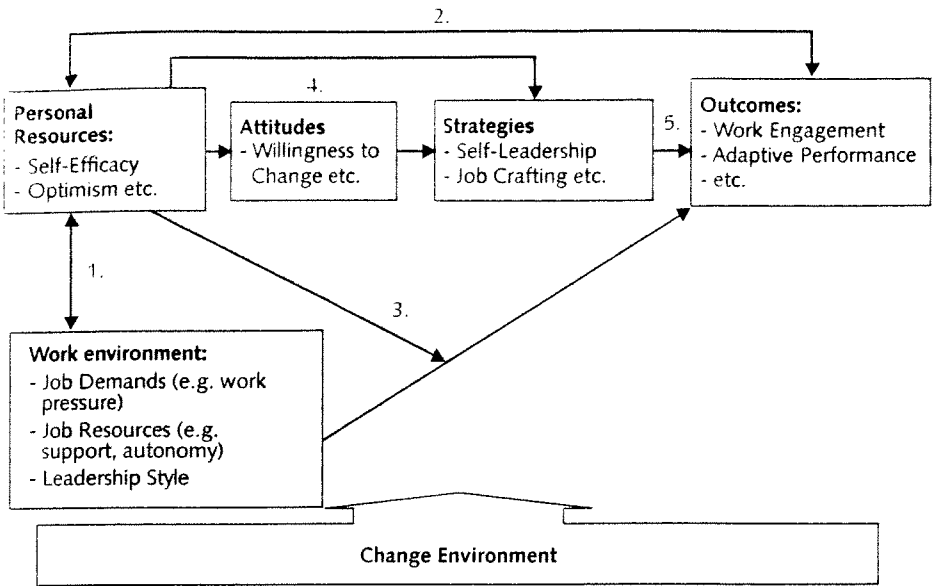 2.
4.
Personal
Resources:
- Self-Efficacy
- Optimism etc.
Attitudes
- Willingness to
Change etc.
Strategies
- Self-Leadership
- Job Crafting etc.
5.
Outcomes:
- Work Engagement
- Adaptive Performance
- etc.
1.
3.
Work environment:
- Job Demands (e.g. work
pressure)
- Job Resources (e.g.
support, autonomy)
- Leadership Style
Change Environment